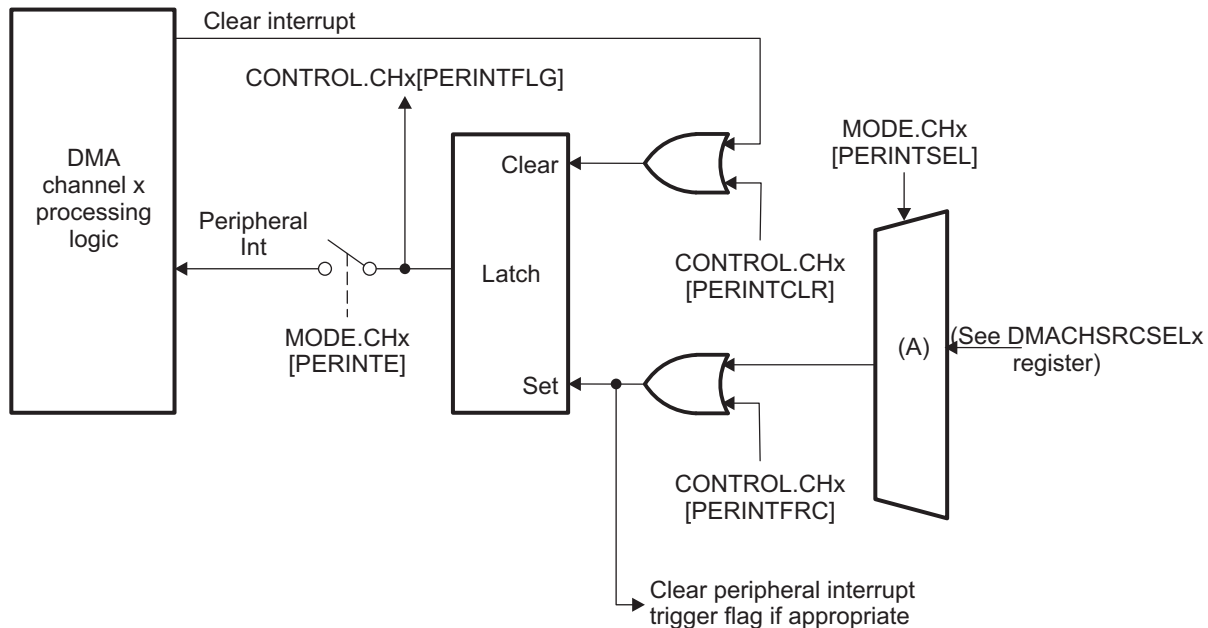 Clear interrupt
CONTROL.CHx[PERINTFLG]
DMA
channel x
processing
logic
Peripheral
Int
MODE.CHx
[PERINTE]
Clear
Latch
Set
CONTROL.CHx
[PERINTCLR]
MODE.CHx
[PERINTSEL]
(A)
(See DMACHSRCSELx
register)
CONTROL.CHx
[PERINTFRC]
Clear peripheral interrupt
trigger flag if appropriate